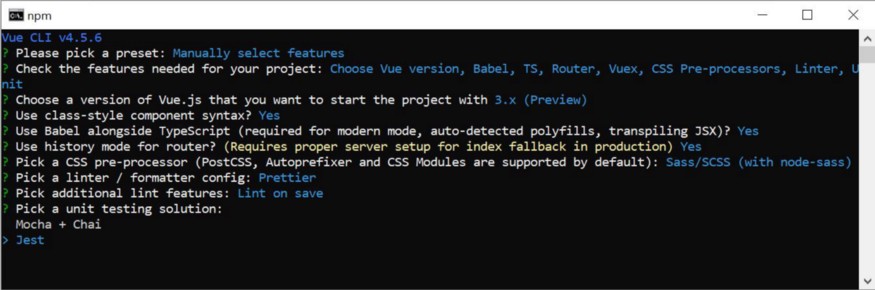 npm
Vue CLI v4.5.6
? Please pick a preset: Manually select features
? Check the features needed for your project: Choose Vue version, Babel, TS, Router, Vuex, CSS Pre-processors, Linter, U
nit
? Choose a version of Vue.js that you want to start the project with 3.x (Preview)
? Use class-style component syntax? Yes
? Use Babel alongside TypeScript (required for modern mode, auto-detected polyfills, transpiling JSX)? Yes
? Use history mode for router? (Requires proper server setup for index fallback in production) Yes
? Pick a CSS pre-processor (PostCSS, Autoprefixer and CSS Modules are supported by default): Sass/SCSS (with node-sass)
? Pick a linter / formatter config: Prettier
? Pick additional lint features: Lint on save
? Pick a unit testing solution:
  Mocha + Chai
> Jest